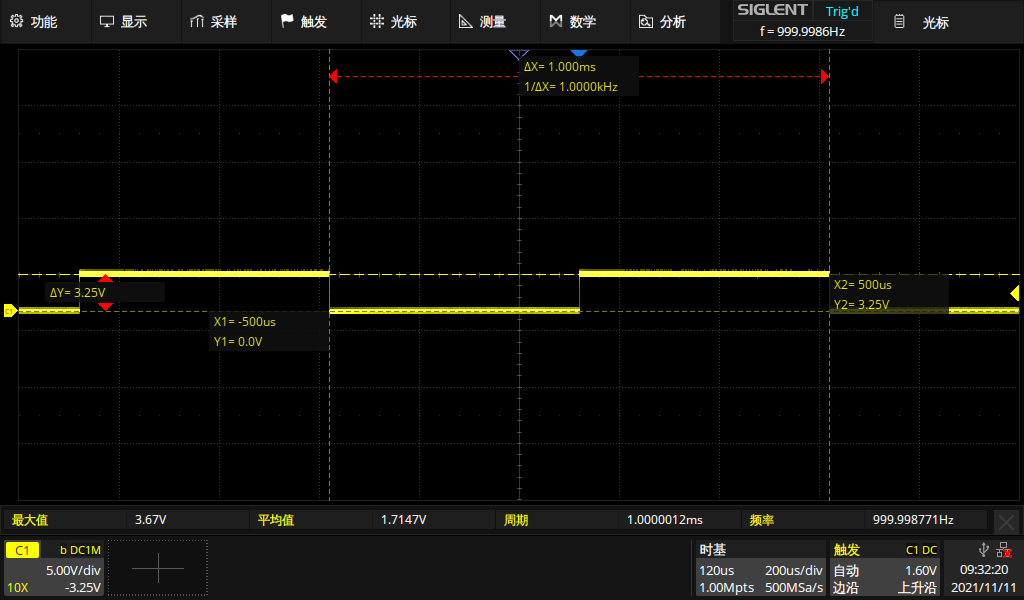 功能 显示 采样 触发 光标 测量 数学 分析 SIGLENT Trig'd 光标
f = 999.9986Hz
ΔX= 1.000ms
1/ΔX= 1.0000kHz
ΔY= 3.25V
X2= 500us
Y2= 3.25V
C1
X1= -500us
Y1= 0.0V
最大值 3.67V 平均值 1.7147V 周期 1.0000012ms 频率 999.998771Hz
C1 b DC1M
5.00V/div
10X -3.25V
时基
120us 200us/div
1.00Mpts 500MSa/s
触发 C1 DC
自动 1.60V
边沿 上升沿
09:32:20
2021/11/11